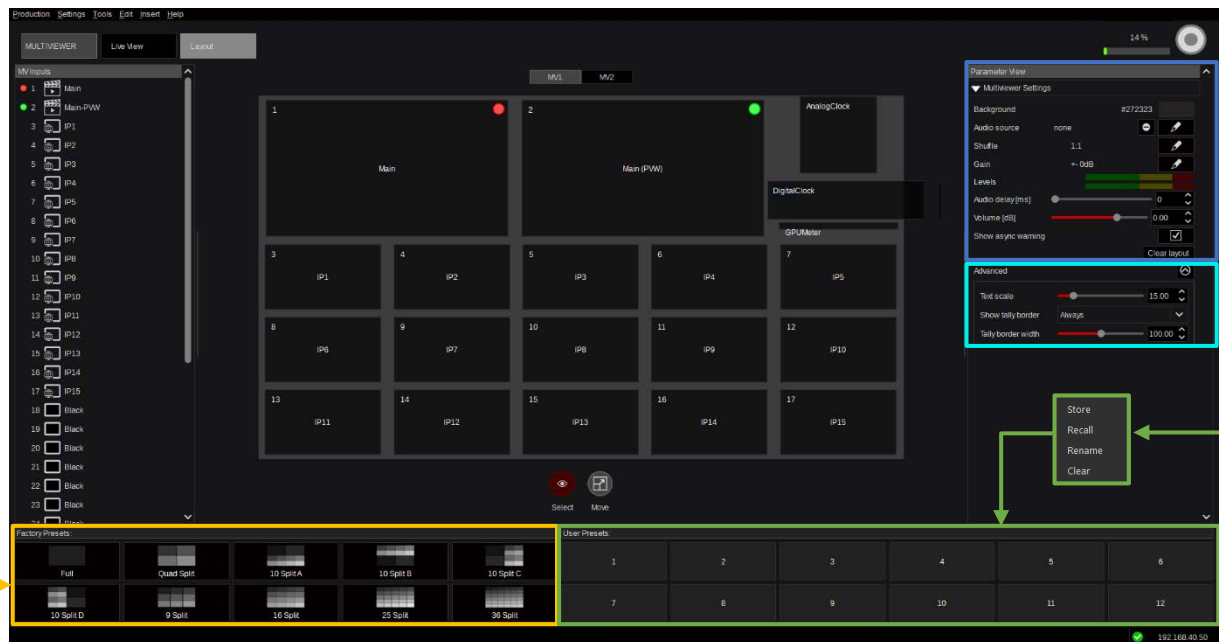 Production Settings Tools Edit Insert Help
MULTIVIEWER Live View Layout
14 %
MV Inputs
1 Main
2 Main-PVW
3 IP1
4 IP2
5 IP3
6 IP4
7 IP5
8 IP6
9 IP7
10 IP8
11 IP9
12 IP10
13 IP11
14 IP12
15 IP13
16 IP14
17 IP15
18 Black
19 Black
20 Black
21 Black
22 Black
23 Black
24 Black
MV1 MV2
1 Main
2 Main (PVW)
AnalogClock
DigitalClock
GPUMeter
3 IP1
4 IP2
5 IP3
6 IP4
7 IP5
8 IP6
9 IP7
10 IP8
11 IP9
12 IP10
13 IP11
14 IP12
15 IP13
16 IP14
17 IP15
Select Move
Parameter View
Multiviewer Settings
Background #272323
Audio source none
Shuffle 1:1
Gain +- 0dB
Levels
Audio delay [ms] 0
Volume [dB] 0.00
Show async warning
Clear layout
Advanced
Text scale 15.00
Show tally border Always
Tally border width 100.00
Store
Recall
Rename
Clear
Factory Presets:
Full
Quad Split
10 Split A
10 Split B
10 Split C
10 Split D
9 Split
16 Split
25 Split
36 Split
User Presets:
1 2 3 4 5 6
7 8 9 10 11 12
192.168.40.50